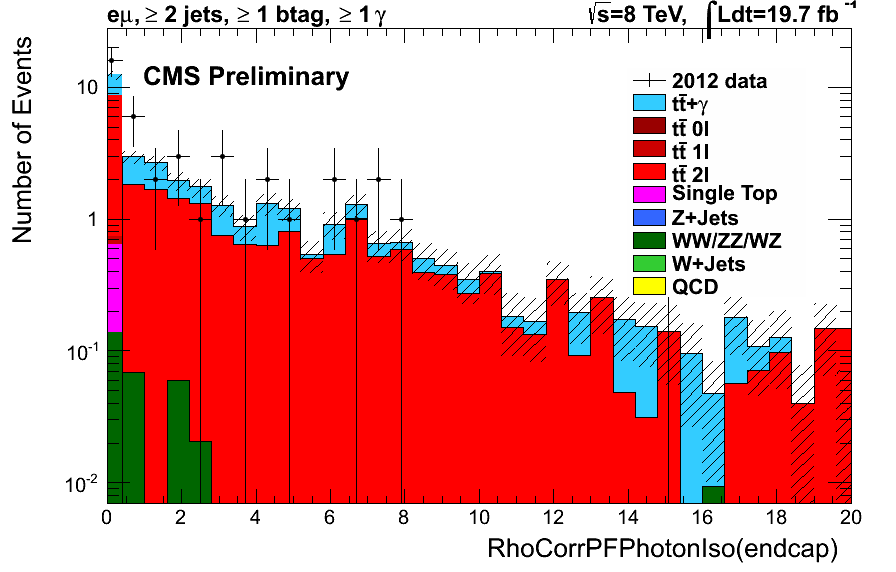 eμ, ≥ 2 jets, ≥ 1 btag, ≥ 1 γ
√s=8 TeV, ∫Ldt=19.7 fb⁻¹
CMS Preliminary
Number of Events
10
1
10⁻¹
10⁻²
2012 data
tt̄+γ
tt̄ 0l
tt̄ 1l
tt̄ 2l
Single Top
Z+Jets
WW/ZZ/WZ
W+Jets
QCD
0 2 4 6 8 10 12 14 16 18 20
RhoCorrPFPhotonIso(endcap)